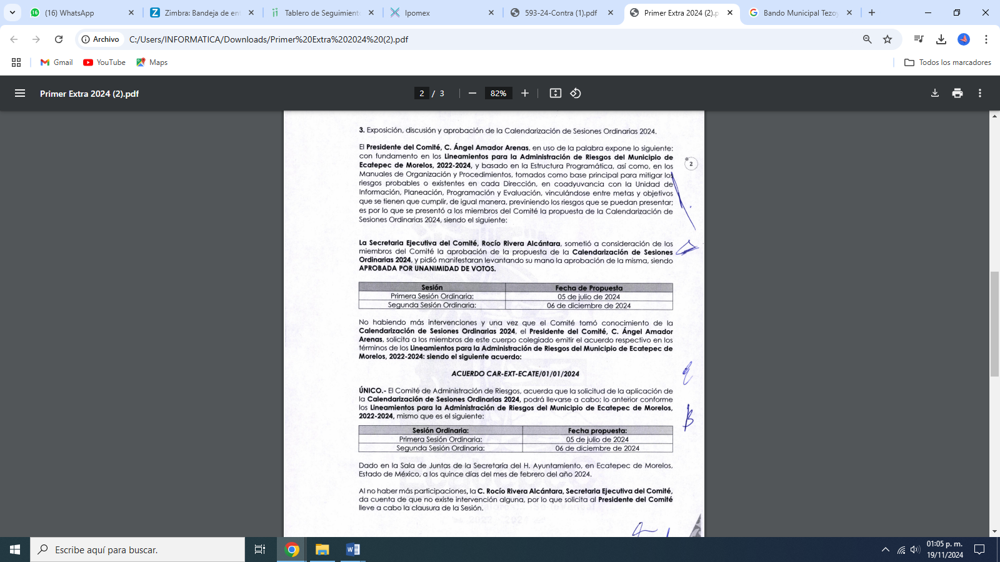 (16) WhatsApp
Zimbra: Bandeja de en
Tablero de Seguimient
Ipomex
593-24-Contra (1).pdf
Primer Extra 2024 (2).p
Bando Municipal Tezo
Archivo
C:/Users/INFORMATICA/Downloads/Primer%20Extra%202024%20(2).pdf
Gmail
YouTube
Maps
Todos los marcadores
Primer Extra 2024 (2).pdf
2 / 3
82%
3. Exposición, discusión y aprobación de la Calendarización de Sesiones Ordinarias 2024.
El Presidente del Comité, C. Ángel Amador Arenas, en uso de la palabra expone lo siguiente:
con fundamento en los Lineamientos para la Administración de Riesgos del Municipio de
Ecatepec de Morelos, 2022-2024, y basado en la Estructura Programática, así como, en los
2
Manuales de Organización y Procedimientos, tomados como base principal para mitigar los
riesgos probables o existentes en cada Dirección, en coadyuvancia con la Unidad de
Información, Planeación, Programación y Evaluación, vinculándose entre metas y objetivos
que se tienen que cumplir, de igual manera, previniendo los riesgos que se puedan presentar;
es por lo que se presentó a los miembros del Comité la propuesta de la Calendarización de
Sesiones Ordinarias 2024, siendo el siguiente:
La Secretaria Ejecutiva del Comité, Rocío Rivera Alcántara, sometió a consideración de los
miembros del Comité la aprobación de la propuesta de la Calendarización de Sesiones
Ordinarias 2024, y pidió manifestaran levantando su mano la aprobación de la misma, siendo
APROBADA POR UNANIMIDAD DE VOTOS.
Sesión Fecha de Propuesta
Primera Sesión Ordinaria: 05 de julio de 2024
Segunda Sesión Ordinaria: 06 de diciembre de 2024
No habiendo más intervenciones y una vez que el Comité tomó conocimiento de la
Calendarización de Sesiones Ordinarias 2024, el Presidente del Comité, C. Ángel Amador
Arenas, solicita a los miembros de este cuerpo colegiado emitir el acuerdo respectivo en los
términos de los Lineamientos para la Administración de Riesgos del Municipio de Ecatepec de
Morelos, 2022-2024: siendo el siguiente acuerdo:
ACUERDO CAR-EXT-ECATE/01/01/2024
ÚNICO.- El Comité de Administración de Riesgos, acuerda que la solicitud de la aplicación de
la Calendarización de Sesiones Ordinarias 2024, podrá llevarse a cabo; lo anterior conforme
los Lineamientos para la Administración de Riesgos del Municipio de Ecatepec de Morelos,
2022-2024, mismo que es el siguiente:
Sesión Ordinaria: Fecha propuesta:
Primera Sesión Ordinaria: 05 de julio de 2024
Segunda Sesión Ordinaria: 06 de diciembre de 2024
Dado en la Sala de Juntas de la Secretaría del H. Ayuntamiento, en Ecatepec de Morelos,
Estado de México, a los quince días del mes de febrero del año 2024.
Al no haber más participaciones, la C. Rocío Rivera Alcántara, Secretaria Ejecutiva del Comité,
da cuenta de que no existe intervención alguna, por lo que solicita al Presidente del Comité
lleve a cabo la clausura de la Sesión.
Escribe aquí para buscar.
01:05 p. m.
19/11/2024